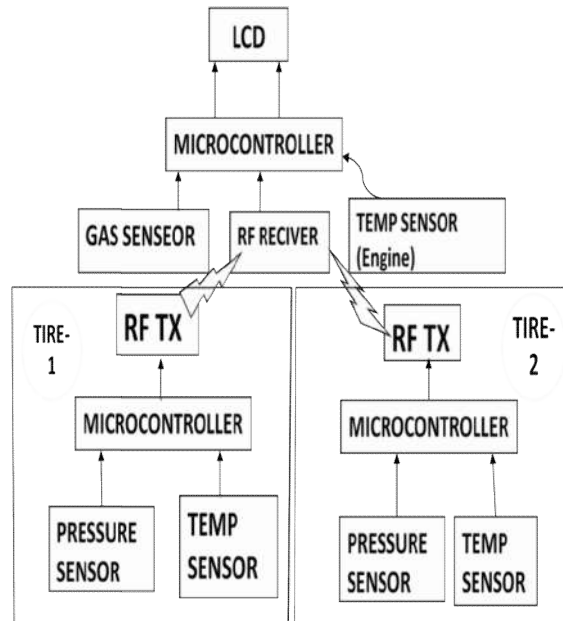 LCD
MICROCONTROLLER
GAS SENSEOR
RF RECIVER
TEMP SENSOR
(Engine)
TIRE-
1
RF TX
MICROCONTROLLER
PRESSURE
SENSOR
TEMP
SENSOR
RF TX
TIRE-
2
MICROCONTROLLER
PRESSURE
SENSOR
TEMP
SENSOR